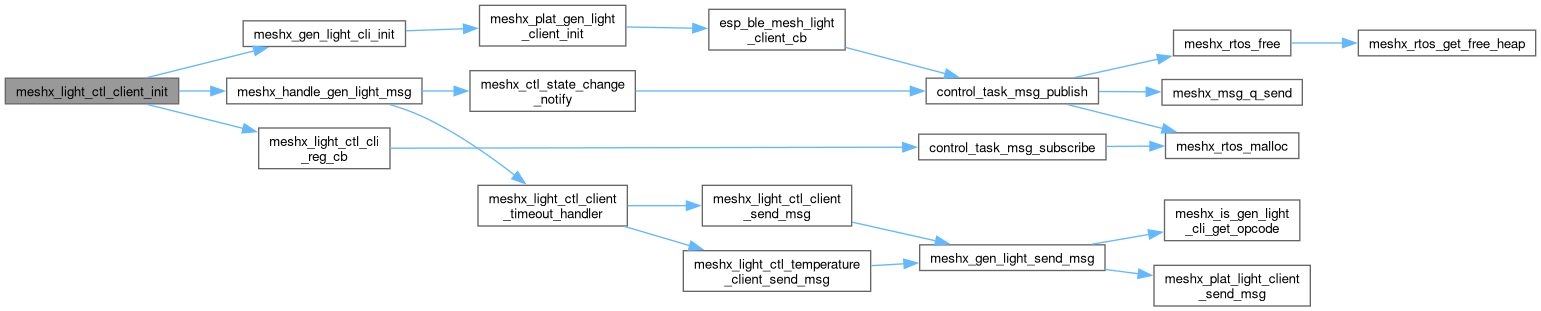 meshx_light_ctl_client_init
meshx_gen_light_cli_init
meshx_plat_gen_light
_client_init
esp_ble_mesh_light
_client_cb
meshx_handle_gen_light_msg
meshx_ctl_state_change
_notify
control_task_msg_publish
meshx_rtos_free
meshx_rtos_get_free_heap
meshx_msg_q_send
meshx_rtos_malloc
meshx_light_ctl_cli
_reg_cb
control_task_msg_subscribe
meshx_light_ctl_client
_timeout_handler
meshx_light_ctl_client
_send_msg
meshx_light_ctl_temperature
_client_send_msg
meshx_gen_light_send_msg
meshx_is_gen_light
_cli_get_opcode
meshx_plat_light_client
_send_msg